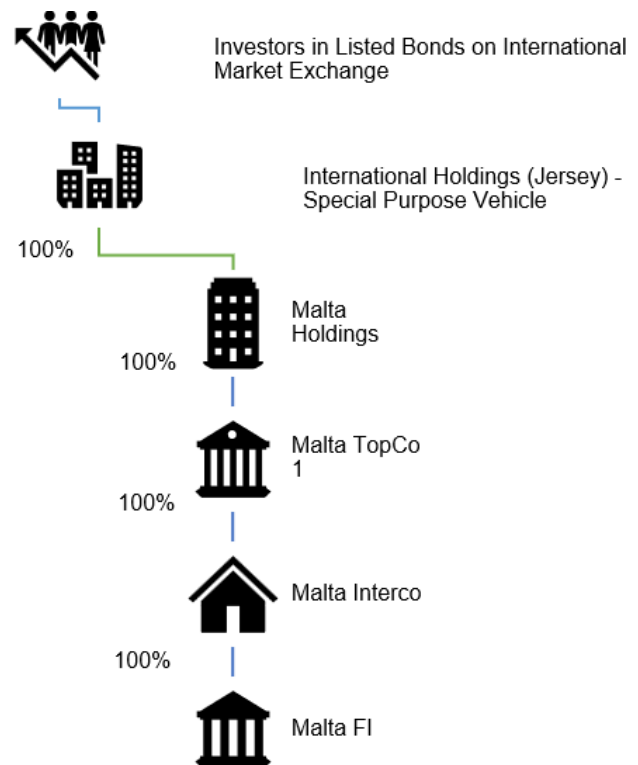 Investors in Listed Bonds on International
Market Exchange
International Holdings (Jersey) -
Special Purpose Vehicle
100%
Malta
Holdings
100%
Malta TopCo
1
100%
Malta Interco
100%
Malta FI